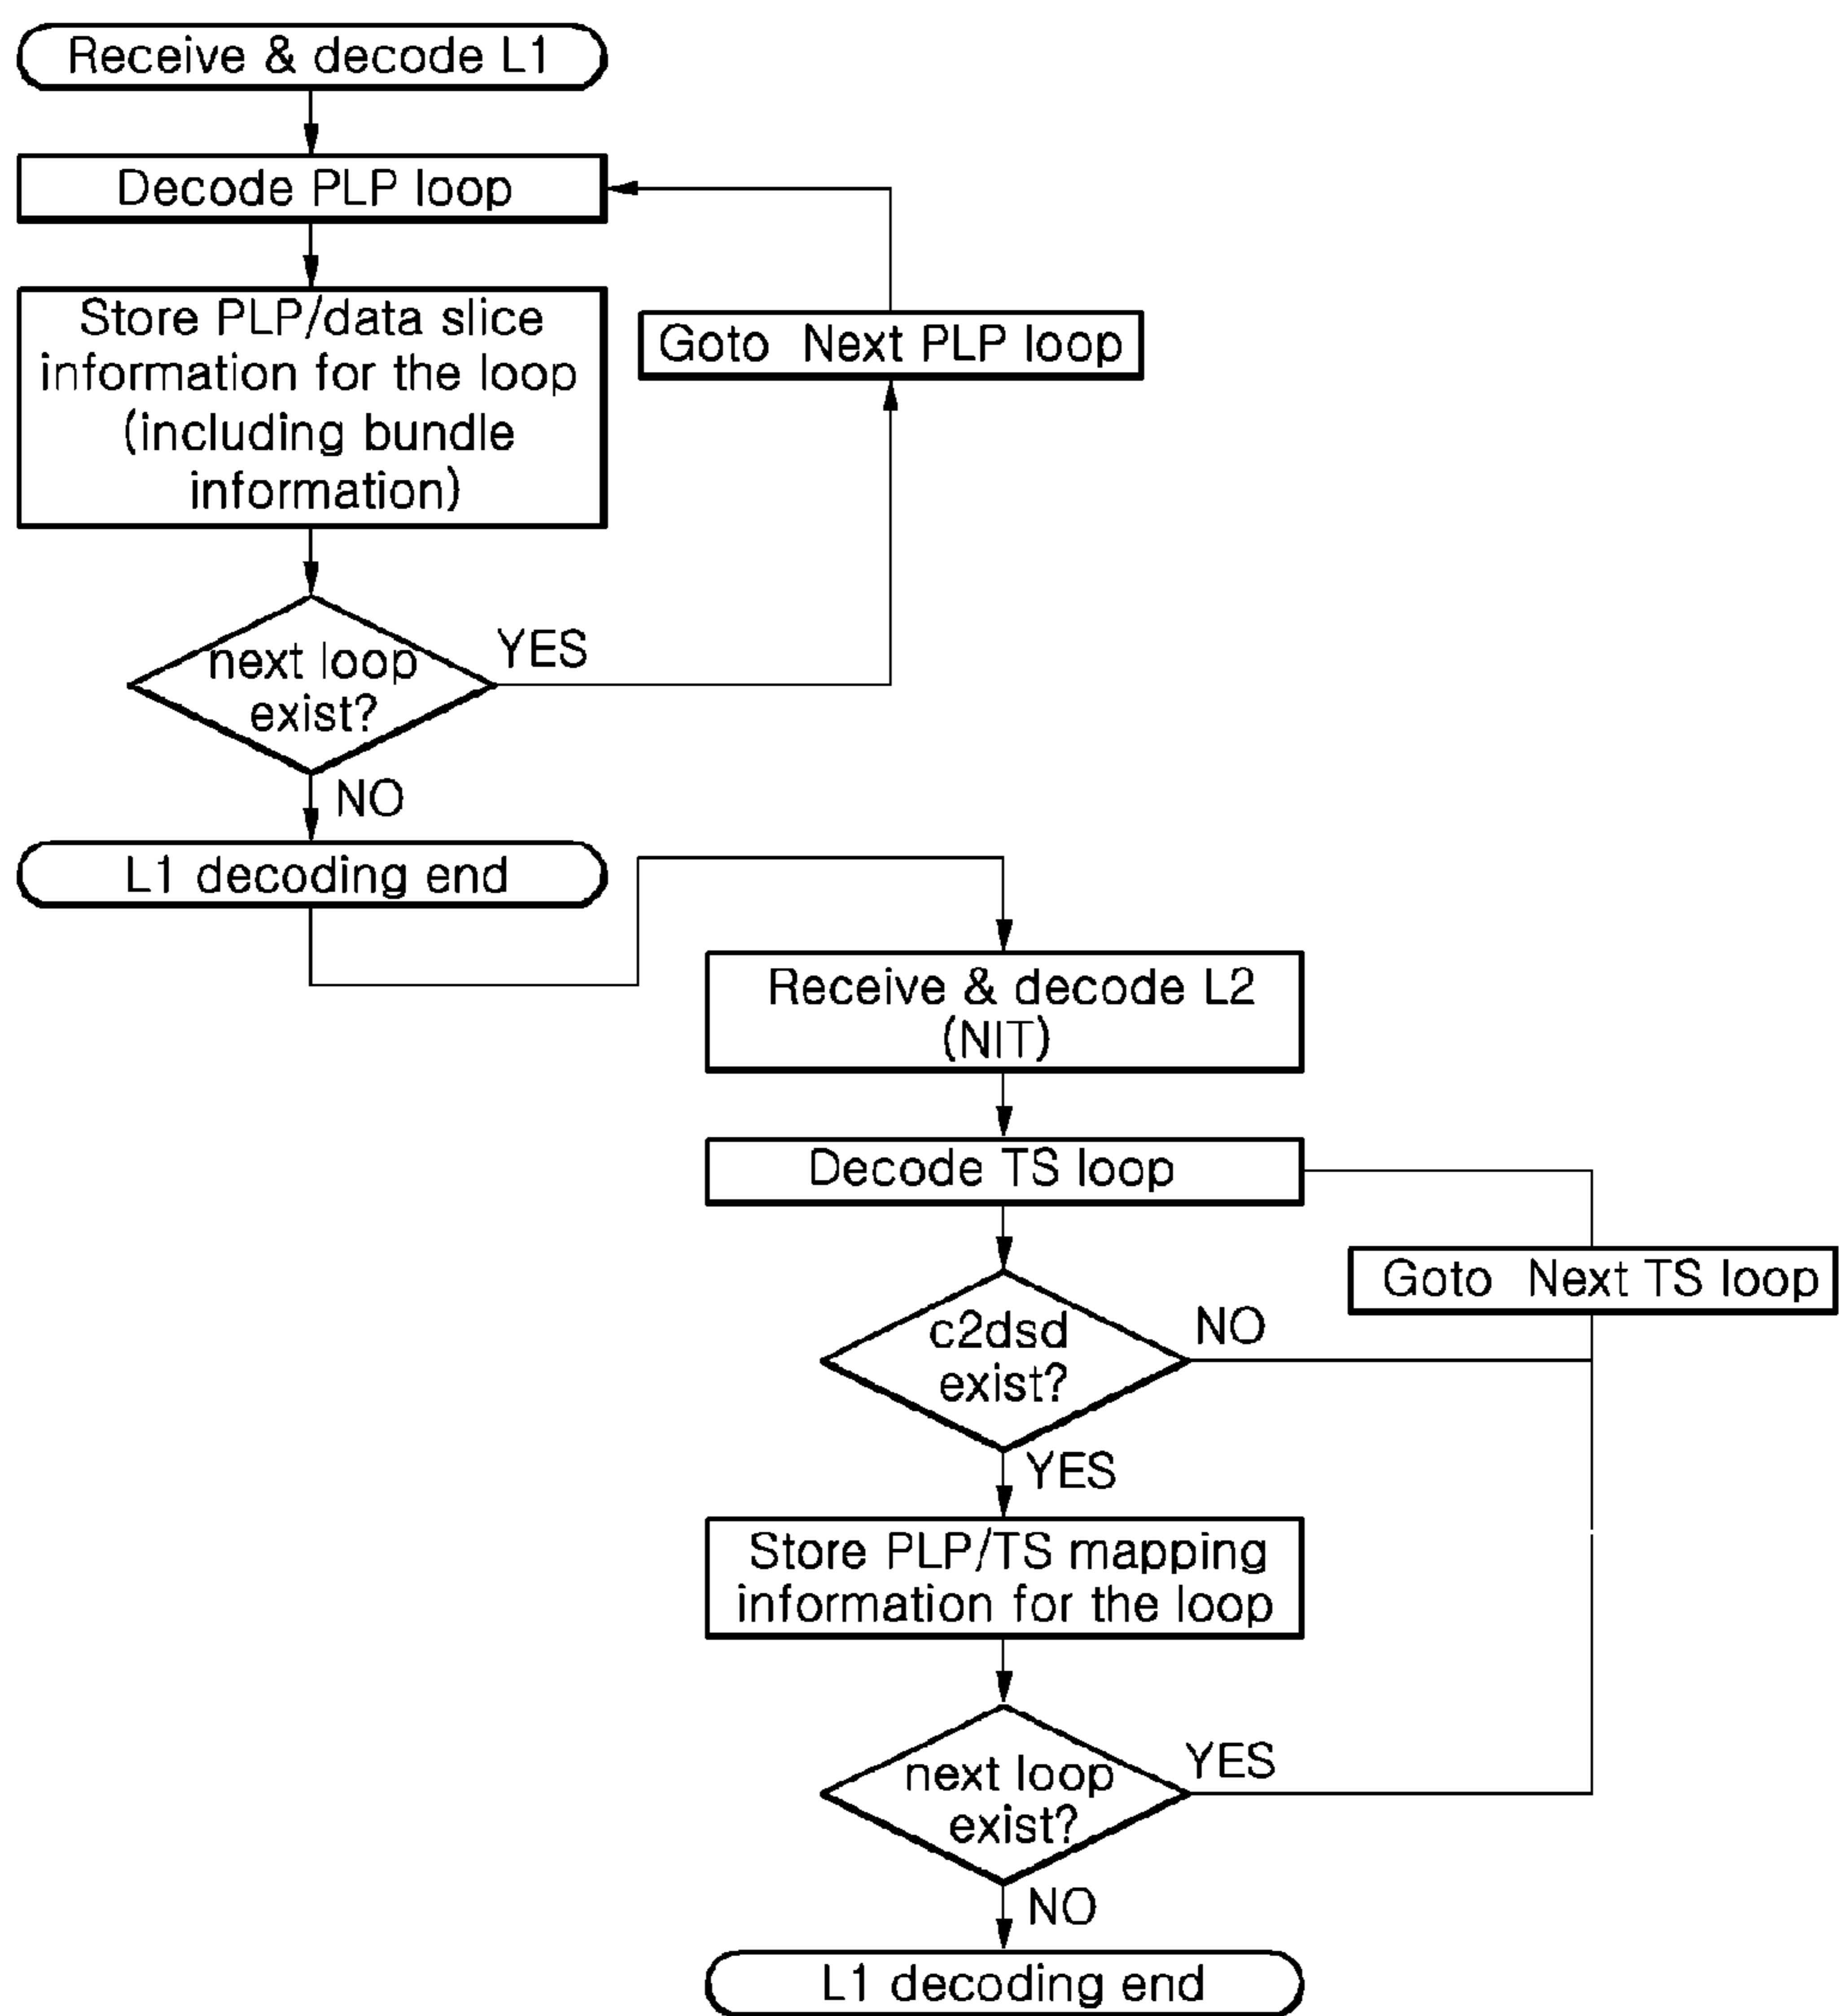 Receive & decode L1
Decode PLP loop
Store PLP/data slice
information for the loop
(including bundle
information)
Goto Next PLP loop
next loop
exist?
YES
NO
L1 decoding end
Receive & decode L2
(NIT)
Decode TS loop
Goto Next TS loop
c2dsd
exist?
NO
YES
Store PLP/TS mapping
information for the loop
next loop
exist?
YES
NO
L1 decoding end